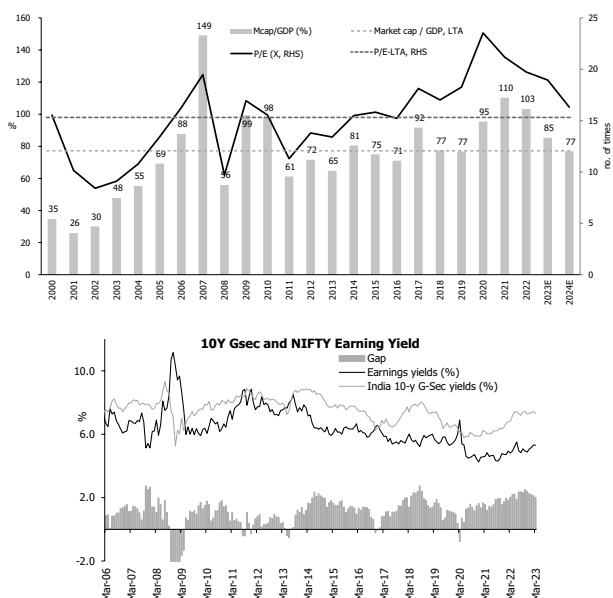 160
140
120
100
80
60
40
20
0
%
25
20
15
10
5
0
no. of times
Mcap/GDP (%)
Market cap / GDP, LTA
P/E (X, RHS)
P/E-LTA, RHS
35
26
30
48
55
69
88
149
56
99
98
61
72
65
81
75
71
92
77
77
95
110
103
85
77
2000
2001
2002
2003
2004
2005
2006
2007
2008
2009
2010
2011
2012
2013
2014
2015
2016
2017
2018
2019
2020
2021
2022
2023E
2024E
10Y Gsec and NIFTY Earning Yield
Gap
Earnings yields (%)
India 10-y G-Sec yields (%)
10.0
6.0
2.0
-2.0
%
Mar-06
Mar-07
Mar-08
Mar-09
Mar-10
Mar-11
Mar-12
Mar-13
Mar-14
Mar-15
Mar-16
Mar-17
Mar-18
Mar-19
Mar-20
Mar-21
Mar-22
Mar-23